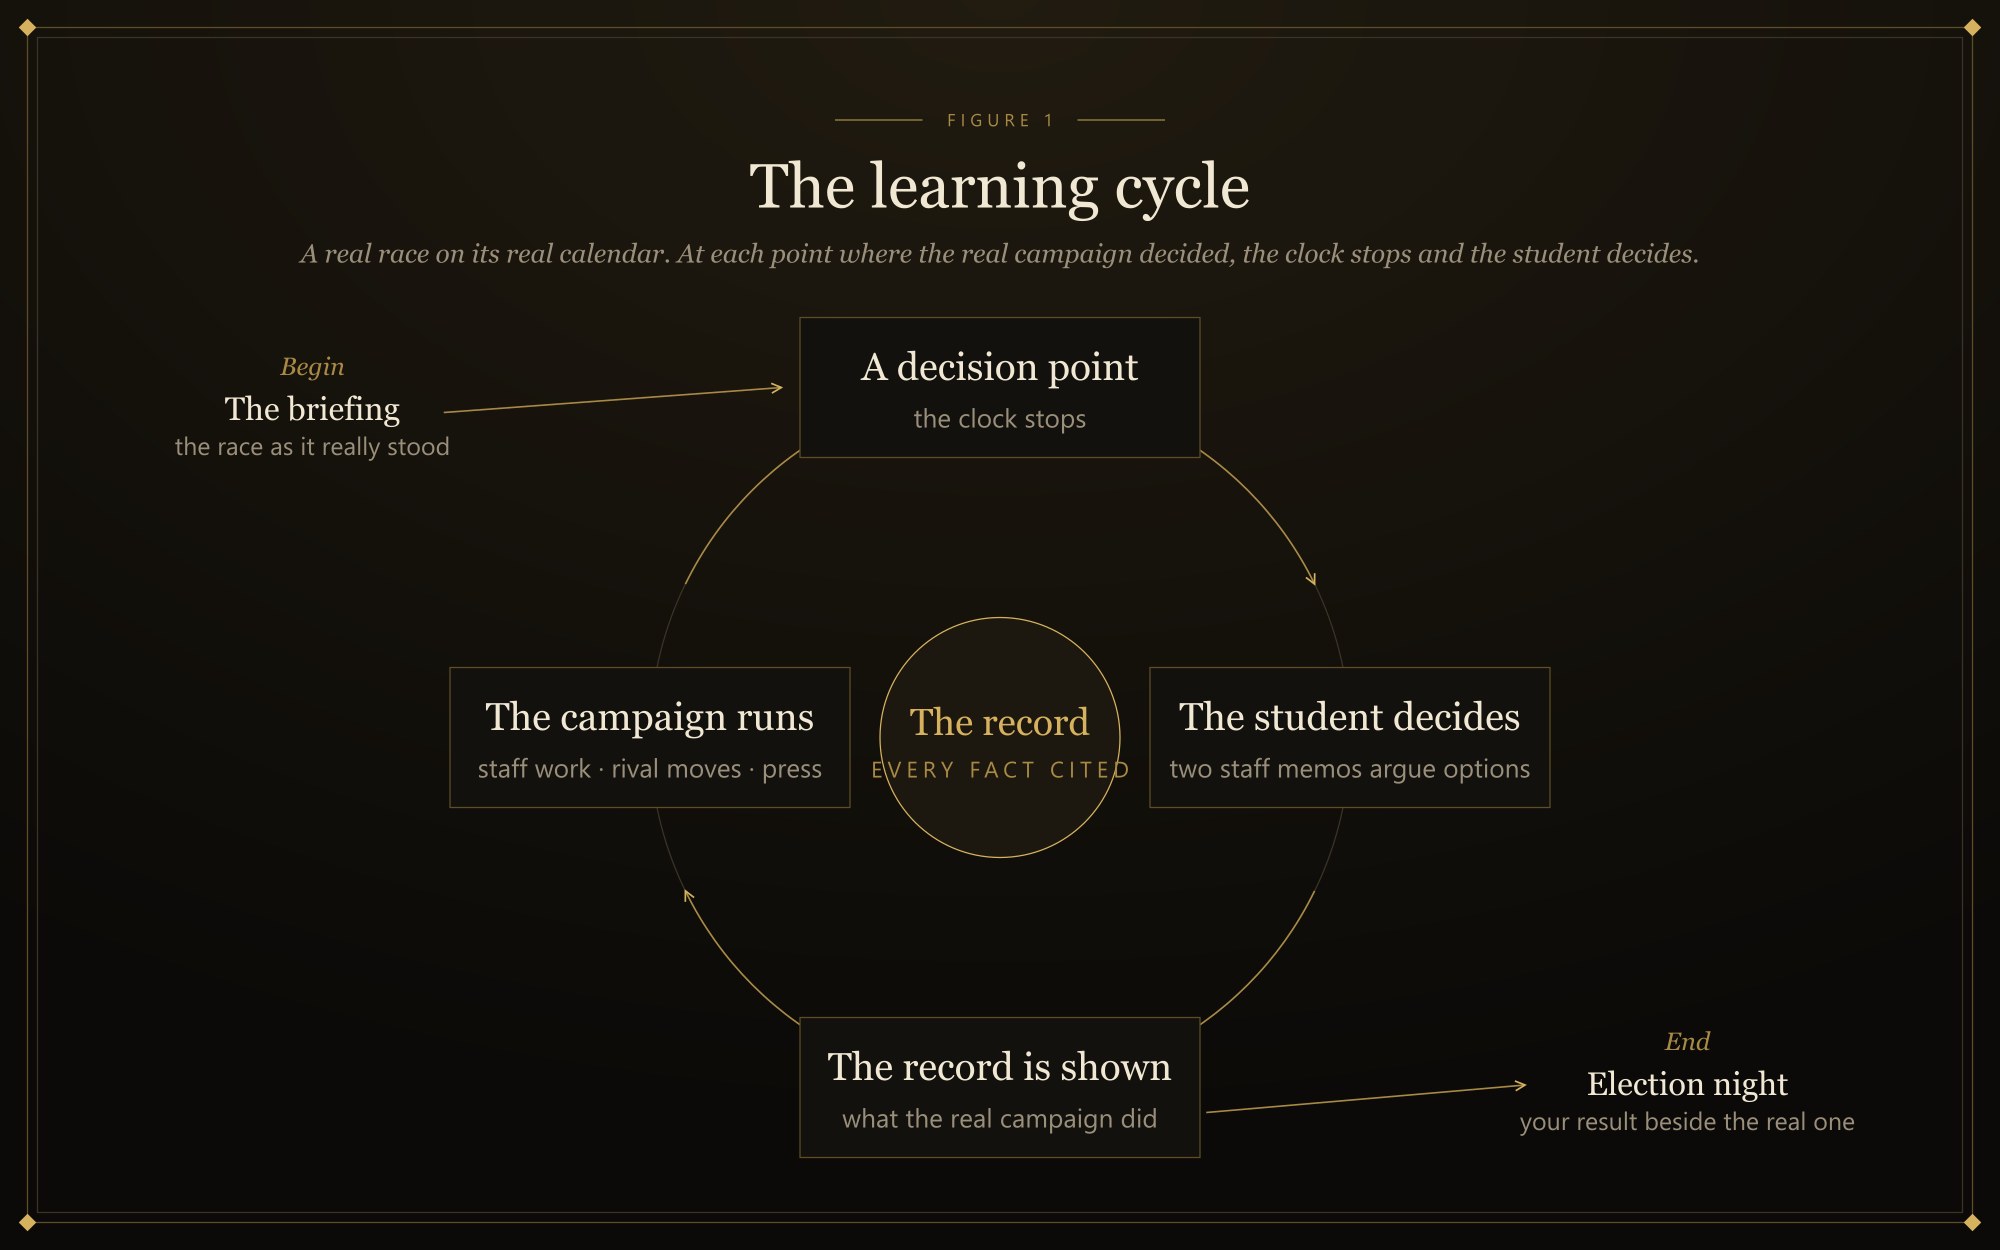 FIGURE 1
The learning cycle
A real race on its real calendar. At each point where the real campaign decided, the clock stops and the student decides.
Begin
The briefing
the race as it really stood
A decision point
the clock stops
The campaign runs
staff work · rival moves · press
The record
EVERY FACT CITED
The student decides
two staff memos argue options
The record is shown
what the real campaign did
End
Election night
your result beside the real one